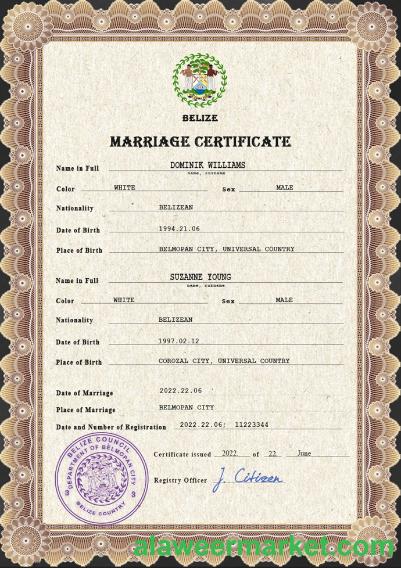 BELIZE
MARRIAGE CERTIFICATE
Name in Full DOMINIK WILLIAMS
name, surname
Color WHITE Sex MALE
Nationality BELIZEAN
Date of Birth 1994.21.06
Place of Birth BELMOPAN CITY, UNIVERSAL COUNTRY
Name in Full SUZANNE YOUNG
name, surname
Color WHITE Sex MALE
Nationality BELIZEAN
Date of Birth 1997.02.12
Place of Birth COROZAL CITY, UNIVERSAL COUNTRY
Date of Marriage 2022.22.06
Place of Marriage BELMOPAN CITY
Date and Number of Registration 2022.22.06; 11223344
Certificate issued 2022 of 22 June
Registry Officer J. Citizen
BELIZE COUNCIL
DEPARTMENT OF BELMOPAN CITY
3 3
BELIZE COUNTRY
alaweermarket.com